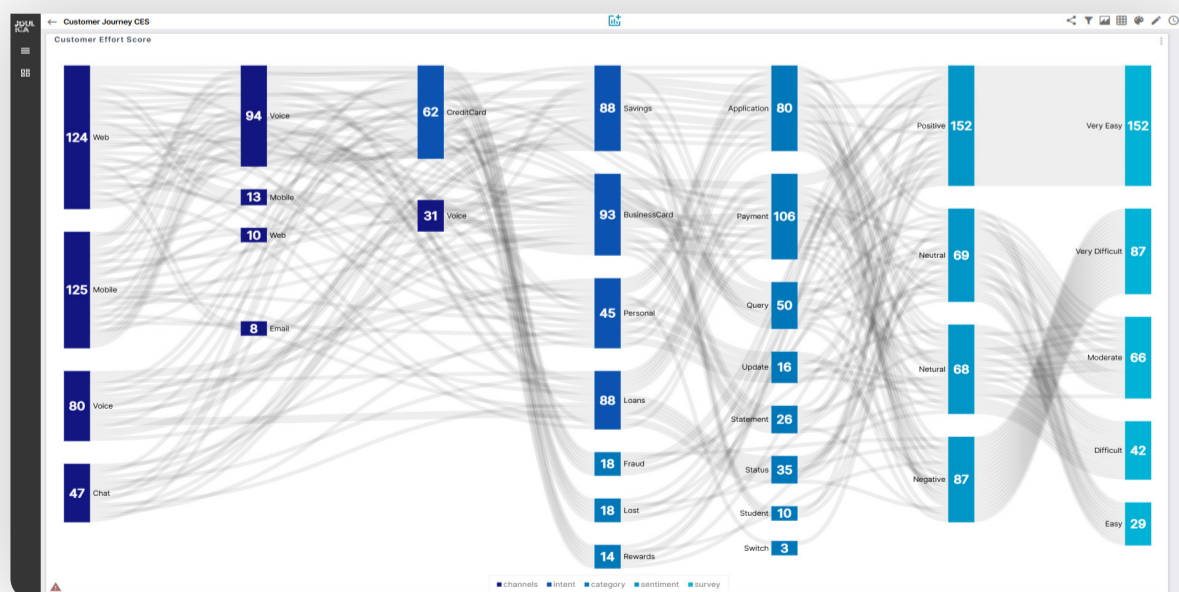 JOUL
ICA
Customer Journey CES
Customer Effort Score
124 Web
125 Mobile
80 Voice
47 Chat
94 Voice
13 Mobile
10 Web
8 Email
62 CreditCard
31 Voice
88 Savings
93 BusinessCard
45 Personal
88 Loans
18 Fraud
18 Lost
14 Rewards
Application 80
Payment 106
Query 50
Update 16
Statement 26
Status 35
Student 10
Switch 3
Positive 152
Neutral 69
Netural 68
Negative 87
Very Easy 152
Very Difficult 87
Moderate 66
Difficult 42
Easy 29
channels intent category sentiment survey